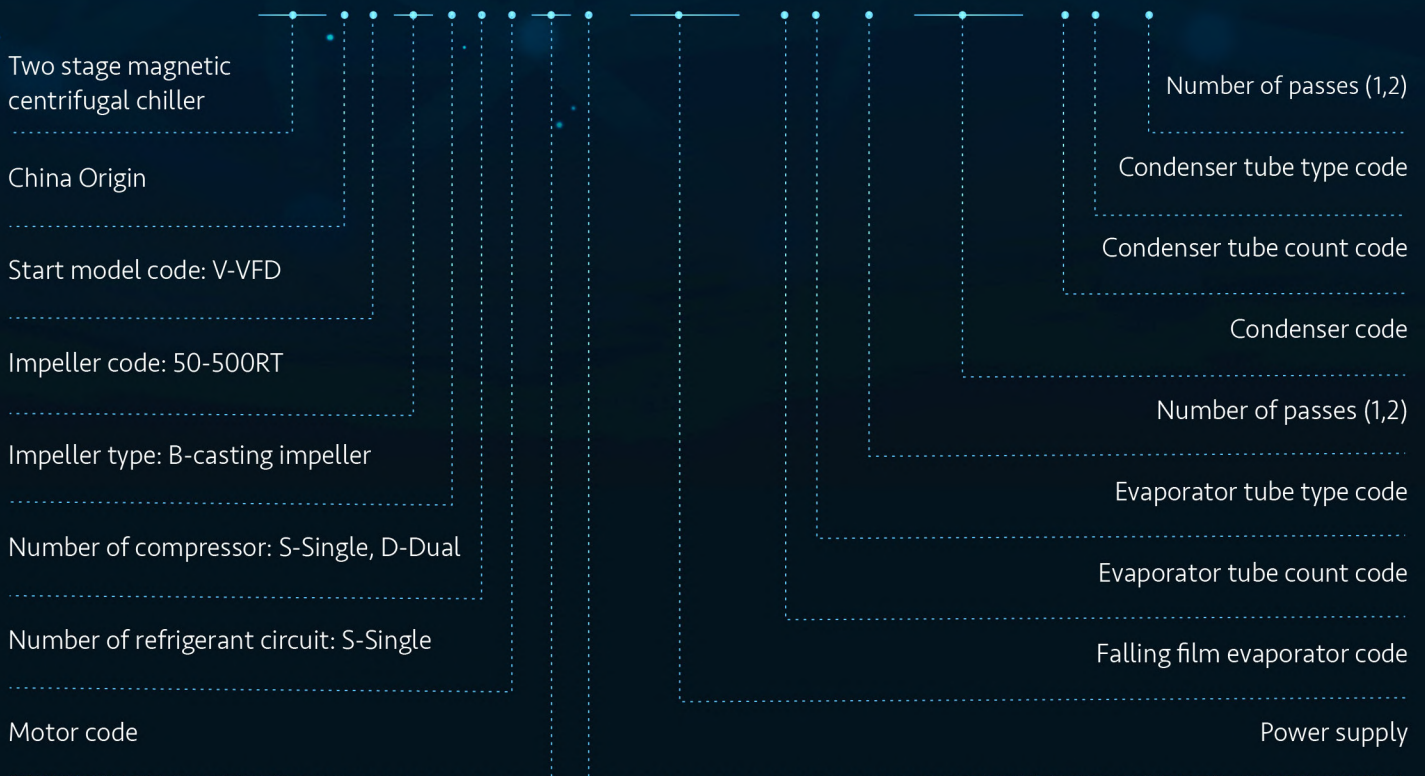 Two stage magnetic
centrifugal chiller
China Origin
Start model code: V-VFD
Impeller code: 50-500RT
Impeller type: B-casting impeller
Number of compressor: S-Single, D-Dual
Number of refrigerant circuit: S-Single
Motor code
Number of passes (1,2)
Condenser tube type code
Condenser tube count code
Condenser code
Number of passes (1,2)
Evaporator tube type code
Evaporator tube count code
Falling film evaporator code
Power supply